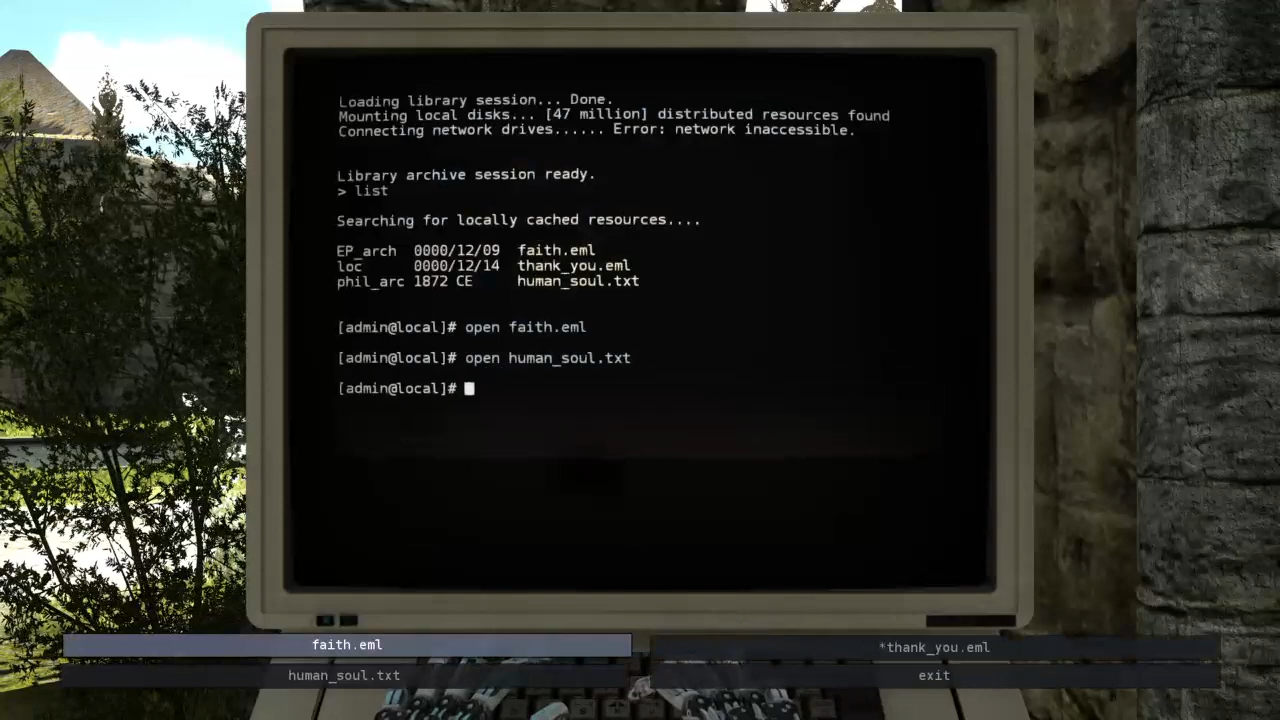 Loading library session... Done.
Mounting local disks... [47 million] distributed resources found
Connecting network drives...... Error: network inaccessible.
Library archive session ready.
> list
Searching for locally cached resources....
EP_arch 0000/12/09 faith.eml
loc 0000/12/14 thank_you.eml
phil_arc 1872 CE human_soul.txt
[admin@local]# open faith.eml
[admin@local]# open human_soul.txt
[admin@local]#
faith.eml *thank_you.eml
human_soul.txt exit